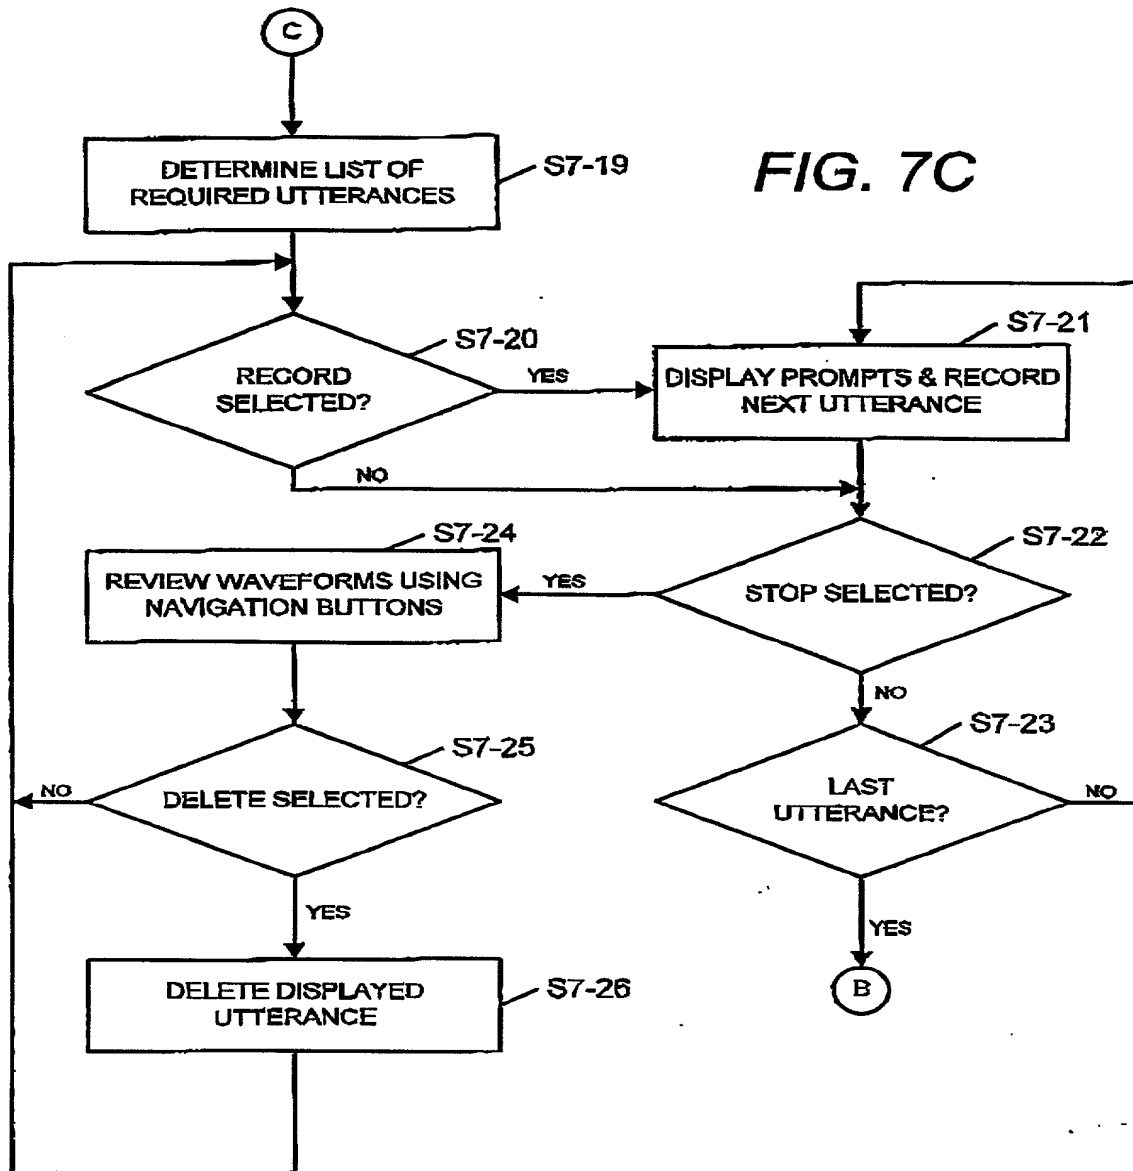 C
DETERMINE LIST OF
REQUIRED UTTERANCES
S7-19
FIG. 7C
S7-20
RECORD
SELECTED?
YES
NO
S7-21
DISPLAY PROMPTS & RECORD
NEXT UTTERANCE
S7-22
STOP SELECTED?
YES
NO
S7-24
REVIEW WAVEFORMS USING
NAVIGATION BUTTONS
S7-25
DELETE SELECTED?
NO
YES
S7-23
LAST
UTTERANCE?
NO
YES
B
DELETE DISPLAYED
UTTERANCE
S7-26